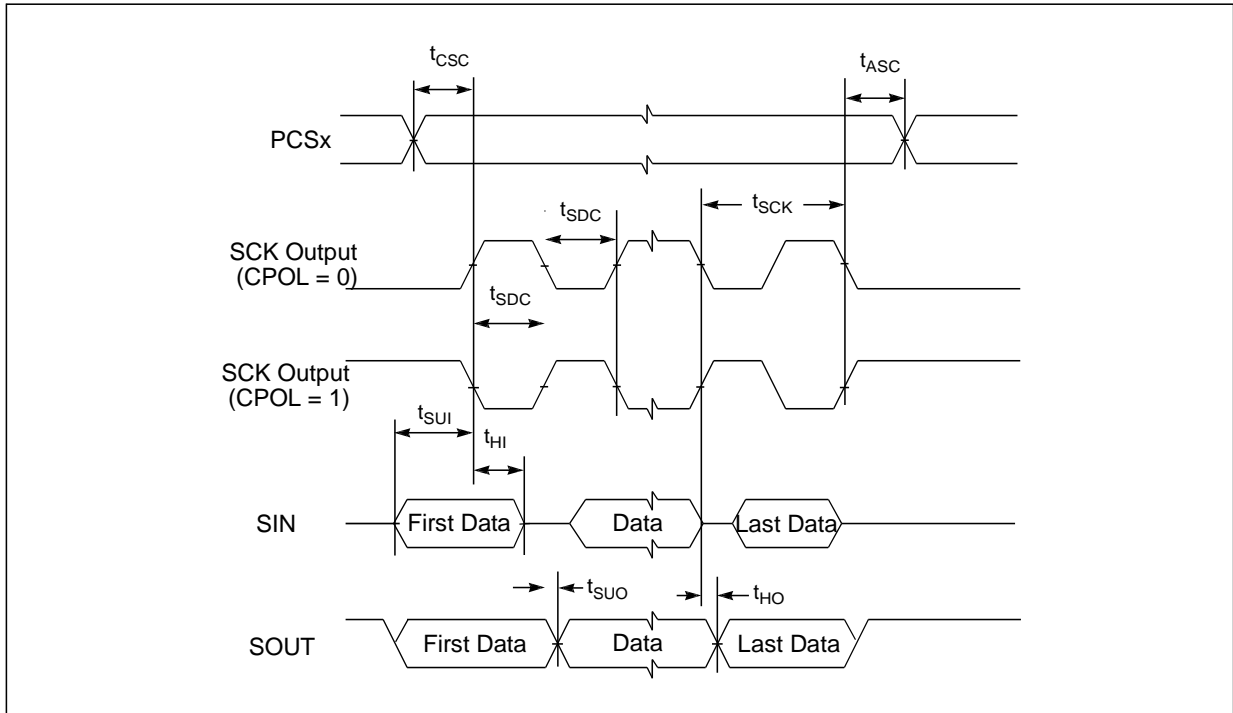 tCSC
tASC
PCSx
tSCK
tSDC
SCK Output
(CPOL = 0)
tSDC
SCK Output
(CPOL = 1)
tSUI
tHI
SIN
First Data
Data
Last Data
tSUO
tHO
SOUT
First Data
Data
Last Data